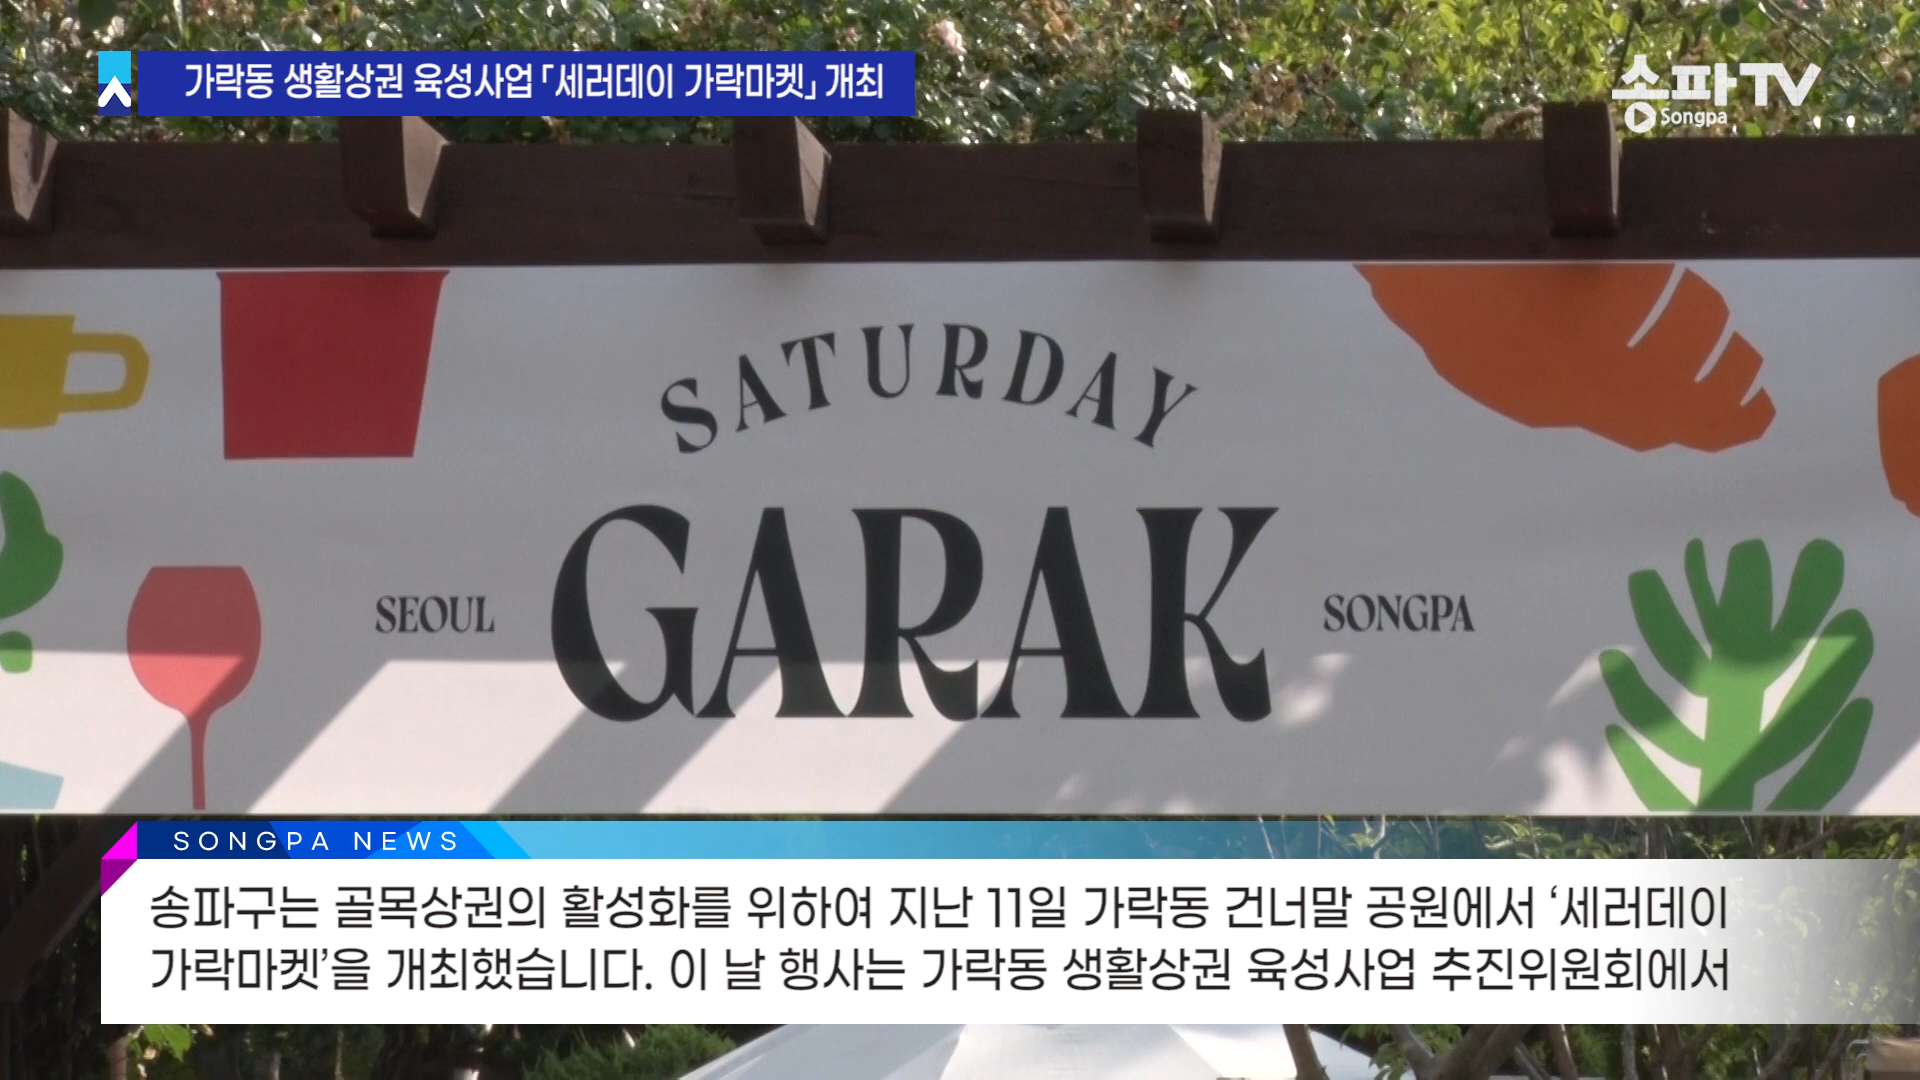 가락동 생활상권 육성사업 「세러데이 가락마켓」 개최
송파TV
Songpa
SATURDAY
SEOUL GARAK SONGPA
SONGPA NEWS
송파구는 골목상권의 활성화를 위하여 지난 11일 가락동 건너말 공원에서 ‘세러데이
가락마켓’을 개최했습니다. 이 날 행사는 가락동 생활상권 육성사업 추진위원회에서